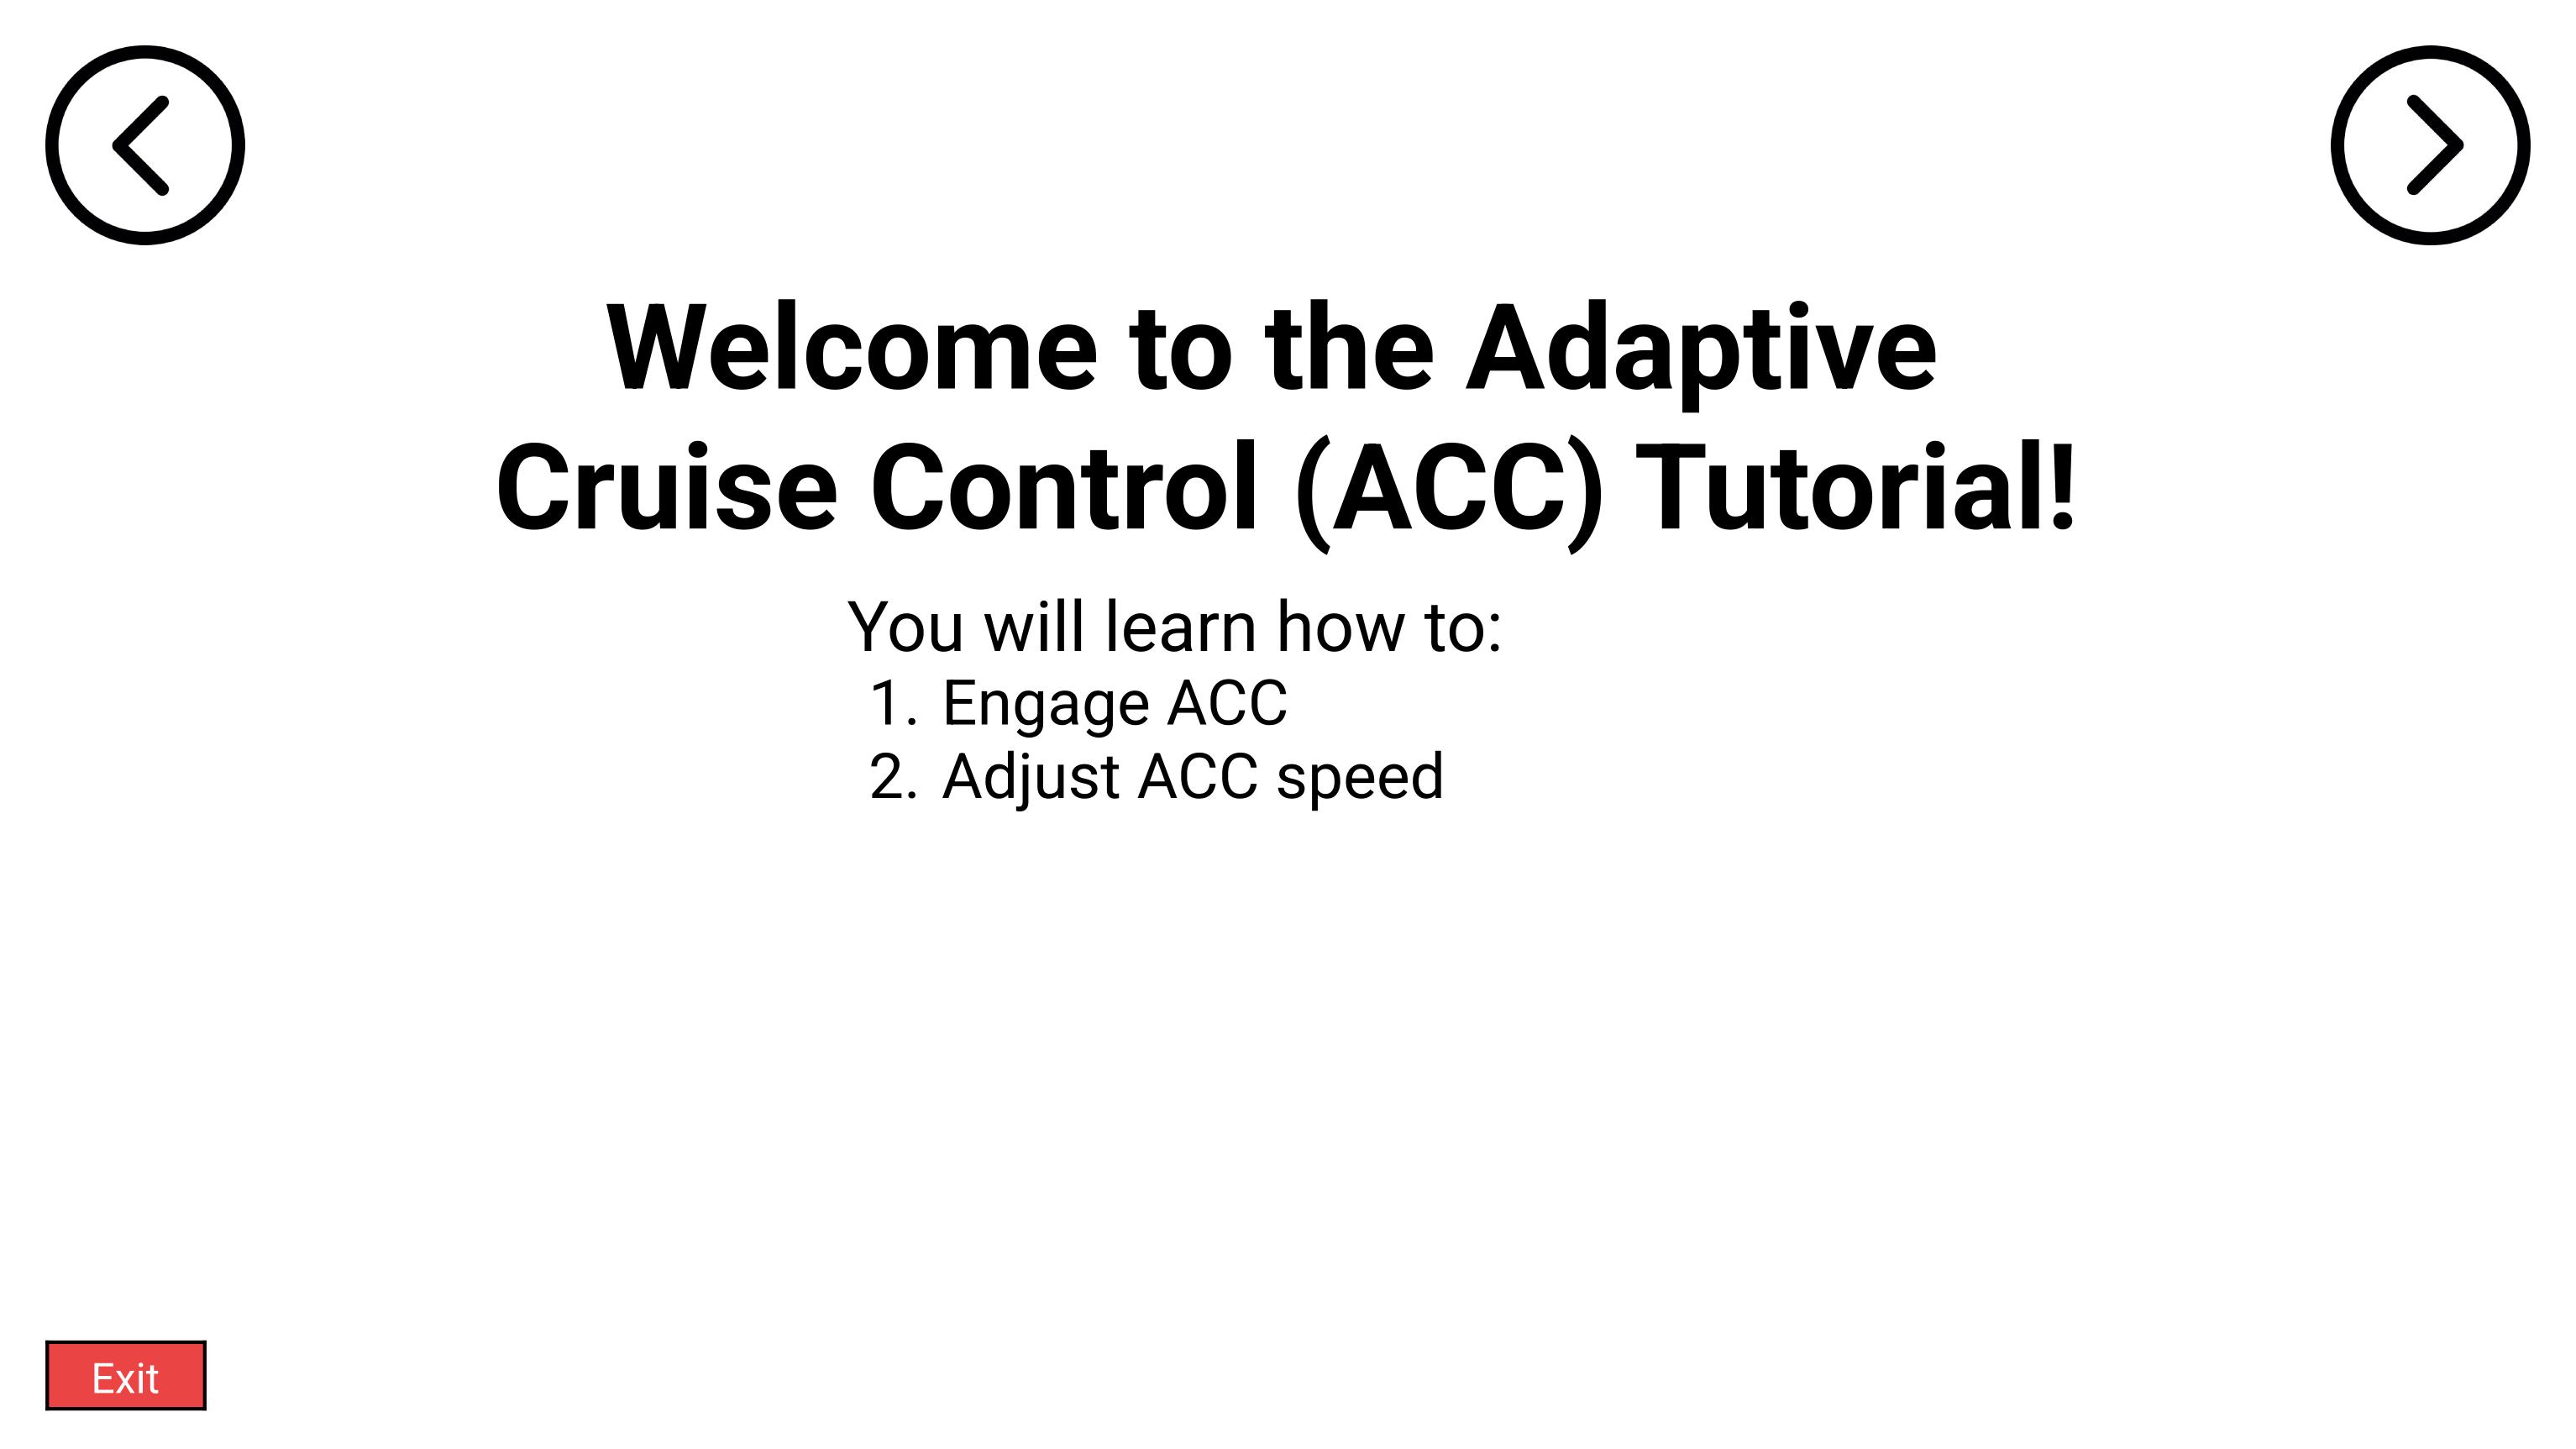 Welcome to the Adaptive
Cruise Control (ACC) Tutorial!
You will learn how to:
1. Engage ACC
2. Adjust ACC speed
Exit